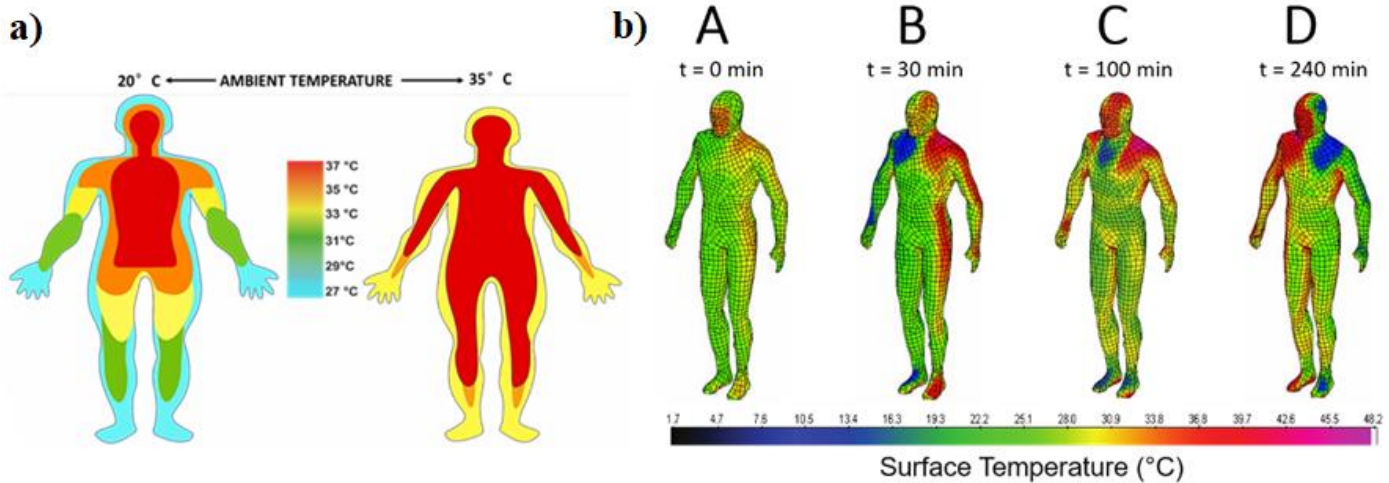 a)
20° C AMBIENT TEMPERATURE 35° C
37 °C
35 °C
33 °C
31°C
29°C
27 °C
b)
A B C D
t = 0 min t = 30 min t = 100 min t = 240 min
1.7 4.7 7.6 10.5 13.4 16.3 19.3 22.2 25.1 28.0 30.9 33.8 36.8 39.7 42.6 45.5 48.2
Surface Temperature (°C)